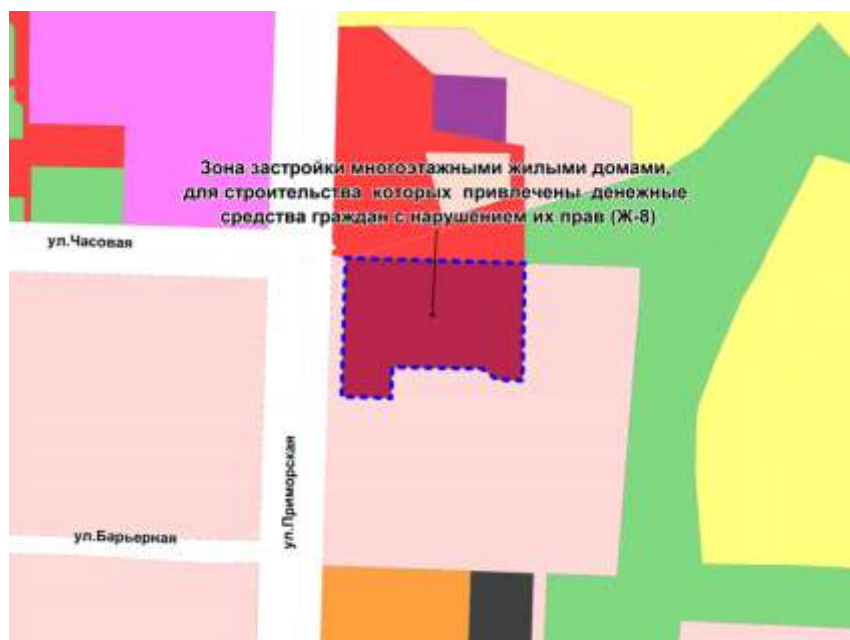 Зона застройки многоэтажными жилыми домами,
для строительства которых привлечены денежные
средства граждан с нарушением их прав (Ж-8)
ул.Часовая
ул.Приморская
ул.Барьерная